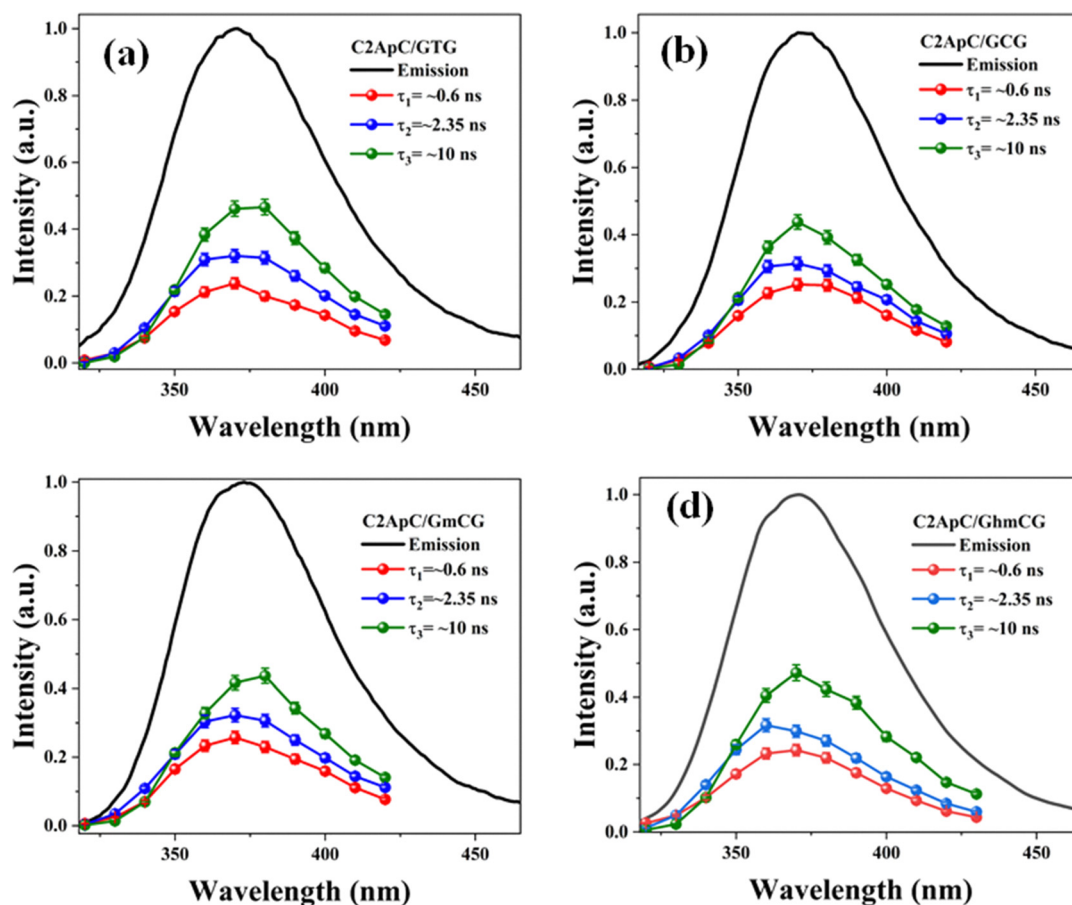 (a)
C2ApC/GTG
Emission
τ1= ~0.6 ns
τ2=~2.35 ns
τ3= ~10 ns
1.0
0.8
0.6
0.4
0.2
0.0
Intensity (a.u.)
350
400
450
Wavelength (nm)
(b)
C2ApC/GCG
Emission
τ1= ~0.6 ns
τ2= ~2.35 ns
τ3= ~10 ns
1.0
0.8
0.6
0.4
0.2
0.0
Intensity (a.u.)
350
400
450
Wavelength (nm)
C2ApC/GmCG
Emission
τ1=~0.6 ns
τ2=~2.35 ns
τ3= ~10 ns
1.0
0.8
0.6
0.4
0.2
0.0
Intensity (a.u.)
350
400
450
Wavelength (nm)
(d)
C2ApC/GhmCG
Emission
τ1= ~0.6 ns
τ2=~2.35 ns
τ3= ~10 ns
1.0
0.8
0.6
0.4
0.2
0.0
Intensity (a.u.)
350
400
450
Wavelength (nm)